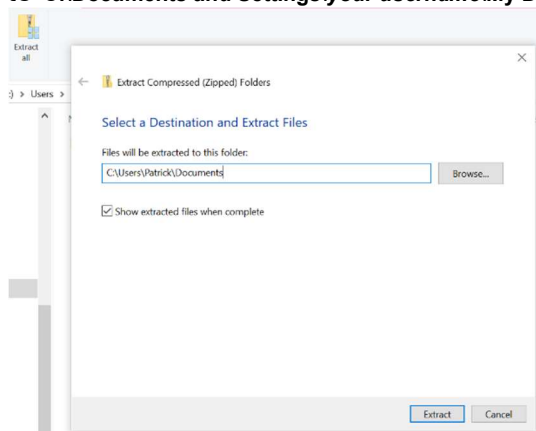 Extract
all
> Users >
Extract Compressed (Zipped) Folders
Select a Destination and Extract Files
Files will be extracted to this folder:
C:\Users\Patrick\Documents
Browse...
Show extracted files when complete
Extract
Cancel